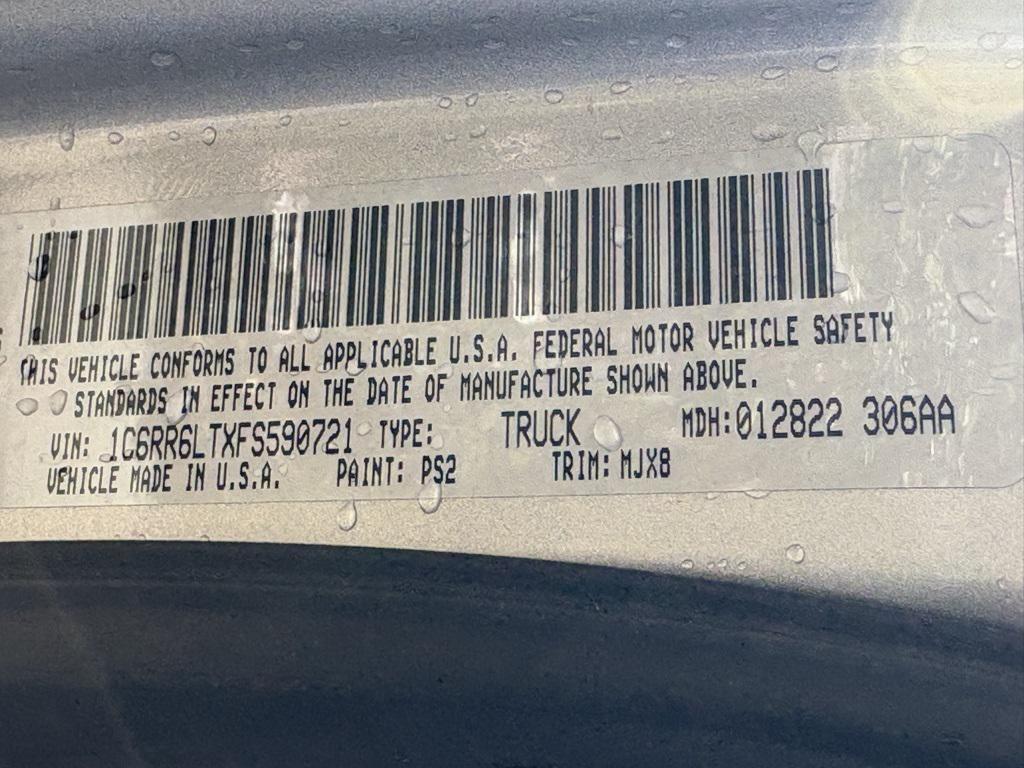 THIS VEHICLE CONFORMS TO ALL APPLICABLE U.S.A. FEDERAL MOTOR VEHICLE SAFETY
STANDARDS IN EFFECT ON THE DATE OF MANUFACTURE SHOWN ABOVE.
VIN: 1C6RR6LTXFS590721 TYPE: TRUCK MDH:012822 306AA
VEHICLE MADE IN U.S.A. PAINT: PS2 TRIM: MJX8